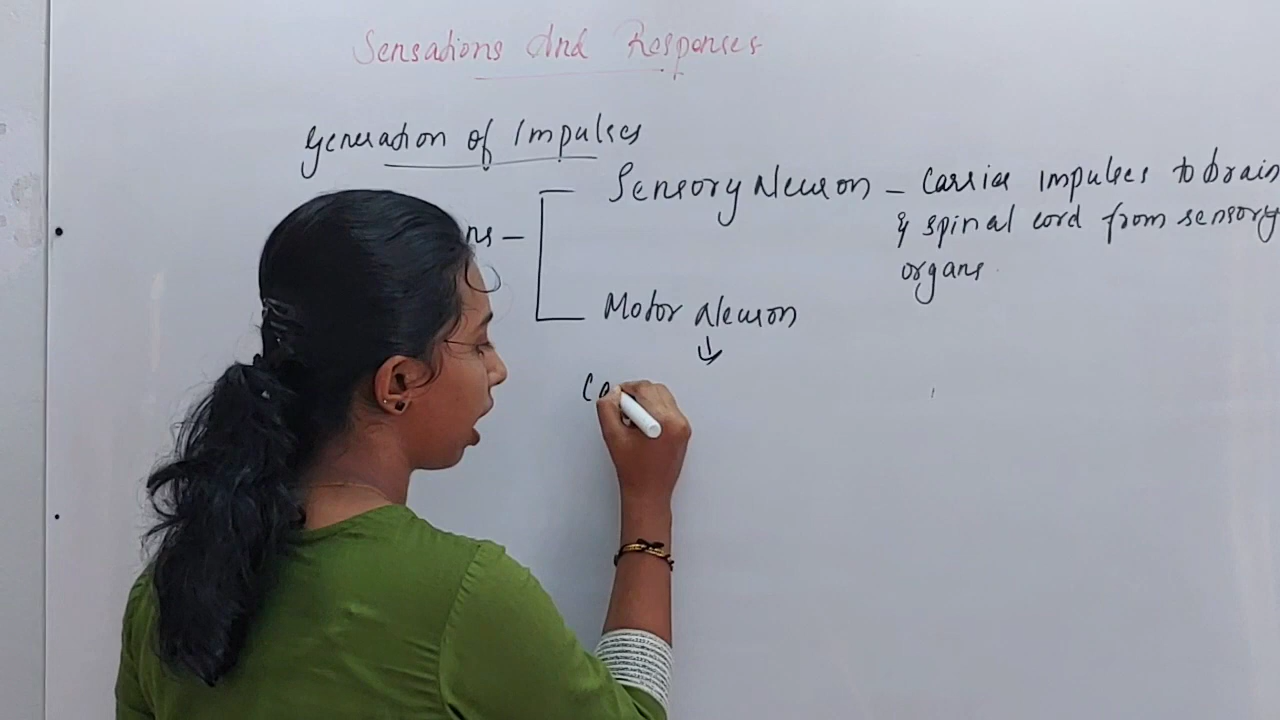 Sensations And Responses
Generation of Impulses
Sensory Neuron – Carries impulses to brain
& spinal cord from sensory
organs
ns –
Motor Neuron
↓
Ca